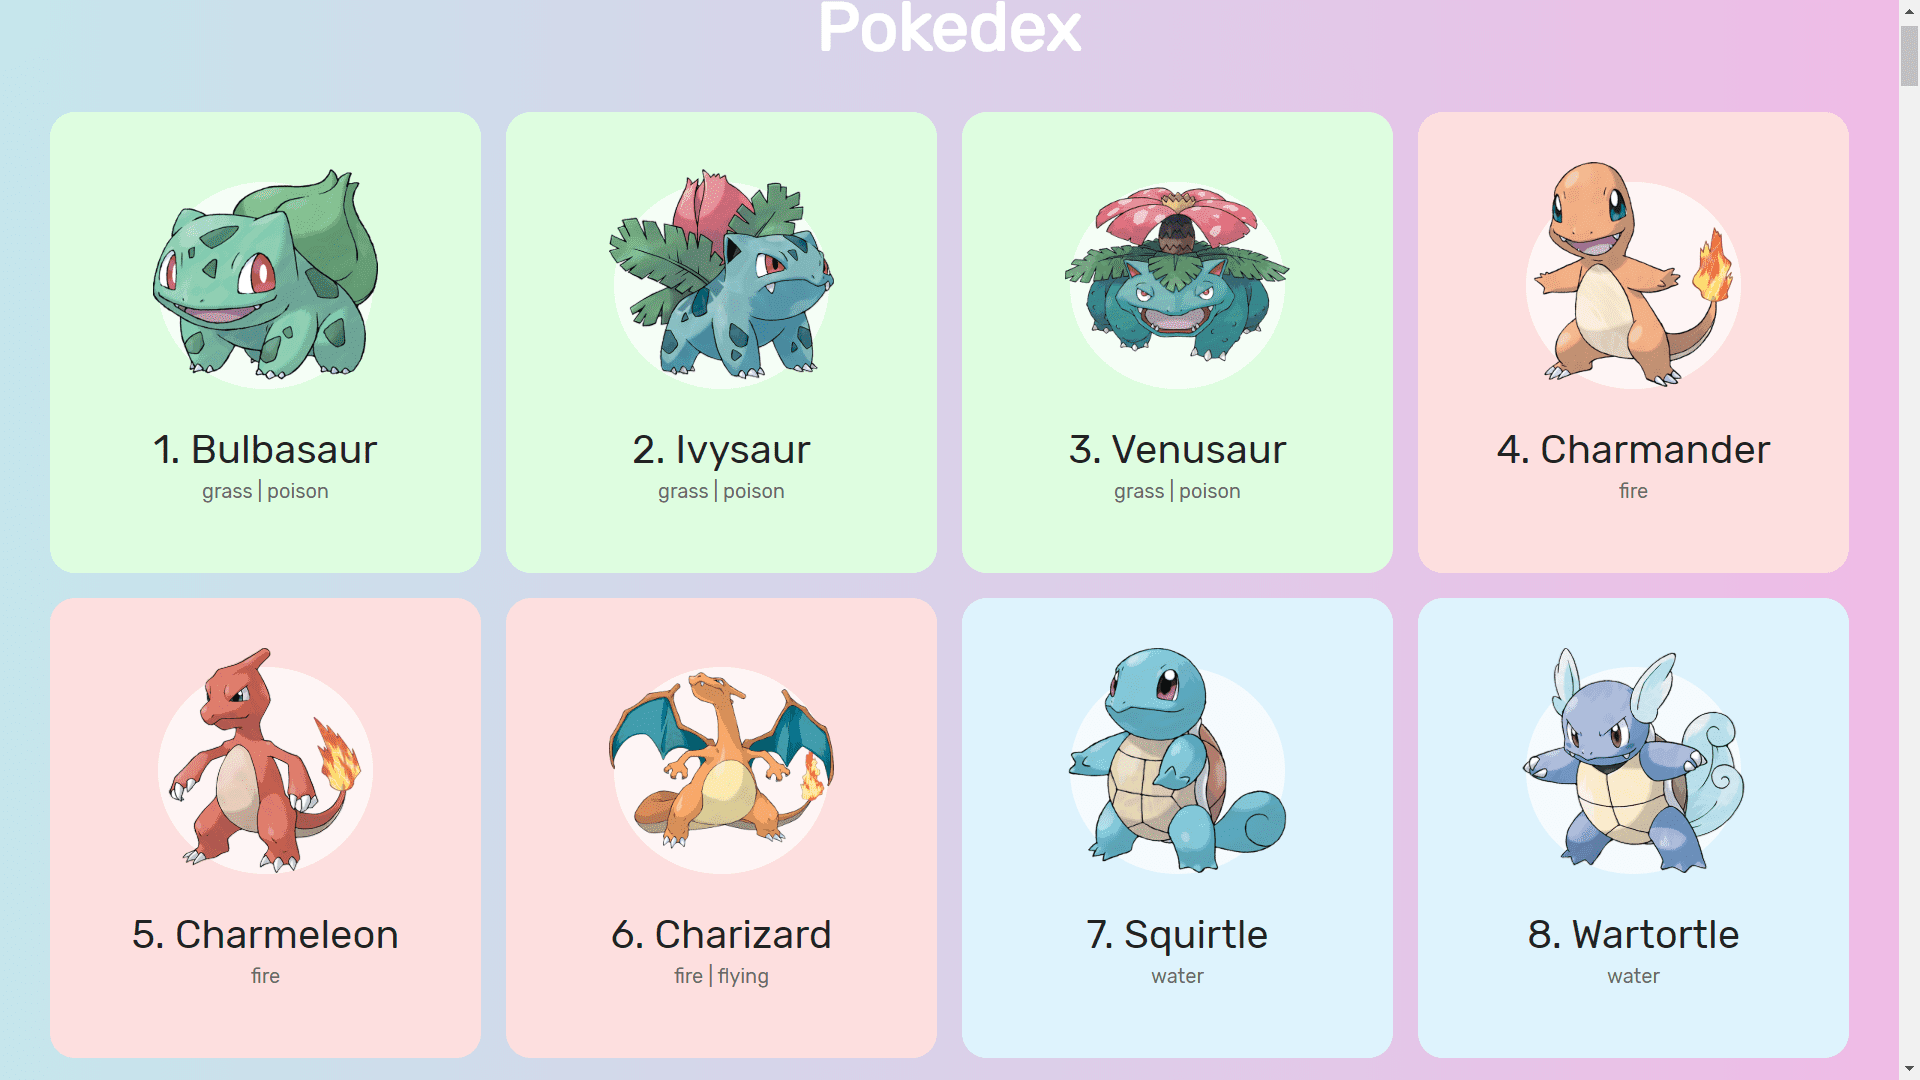 Pokedex
1. Bulbasaur
grass | poison
2. Ivysaur
grass | poison
3. Venusaur
grass | poison
4. Charmander
fire
5. Charmeleon
fire
6. Charizard
fire | flying
7. Squirtle
water
8. Wartortle
water